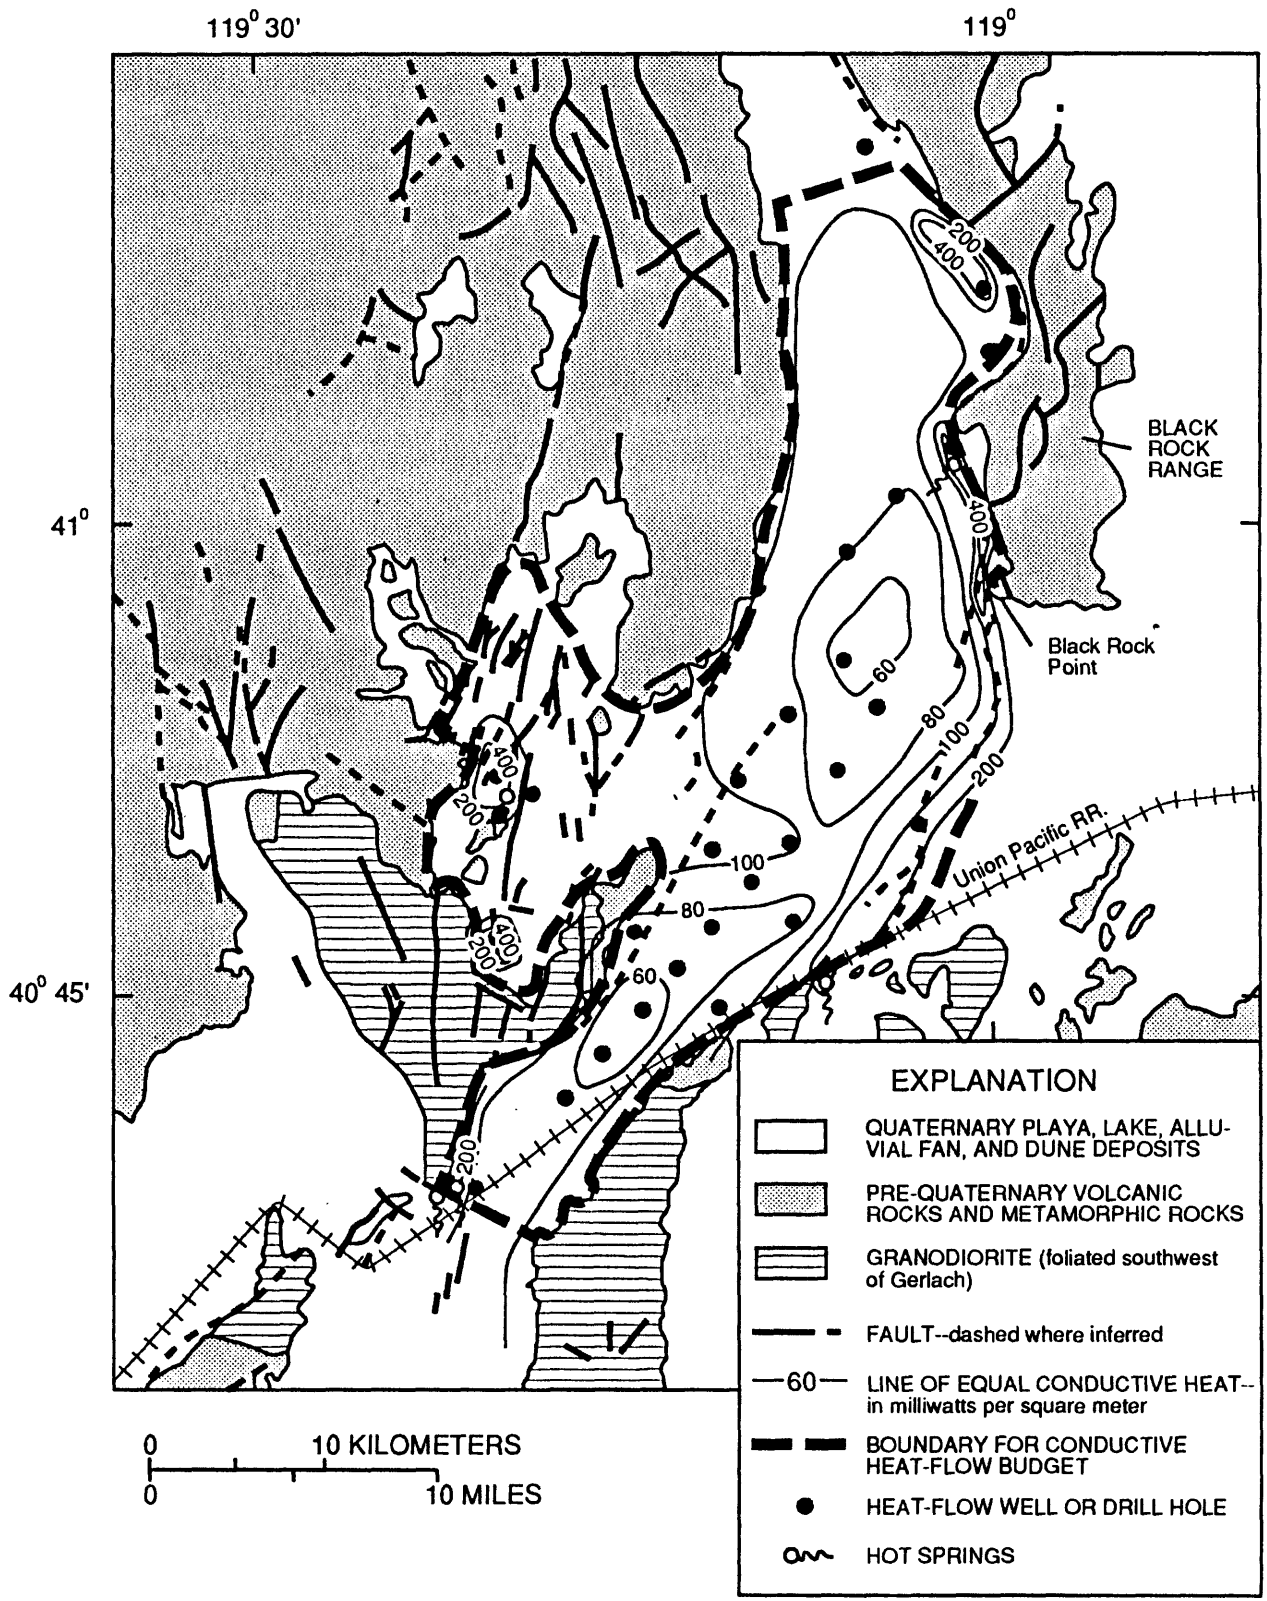 119° 30'
119°
200
400
BLACK
ROCK
RANGE
41°
400
Black Rock
Point
60
80
100
200
400
200
Union Pacific RR.
100
80
400
200
60
40° 45'
200
EXPLANATION
QUATERNARY PLAYA, LAKE, ALLU-
VIAL FAN, AND DUNE DEPOSITS
PRE-QUATERNARY VOLCANIC
ROCKS AND METAMORPHIC ROCKS
GRANODIORITE (foliated southwest
of Gerlach)
FAULT--dashed where inferred
60 LINE OF EQUAL CONDUCTIVE HEAT--
in milliwatts per square meter
BOUNDARY FOR CONDUCTIVE
HEAT-FLOW BUDGET
HEAT-FLOW WELL OR DRILL HOLE
HOT SPRINGS
0 10 KILOMETERS
0 10 MILES